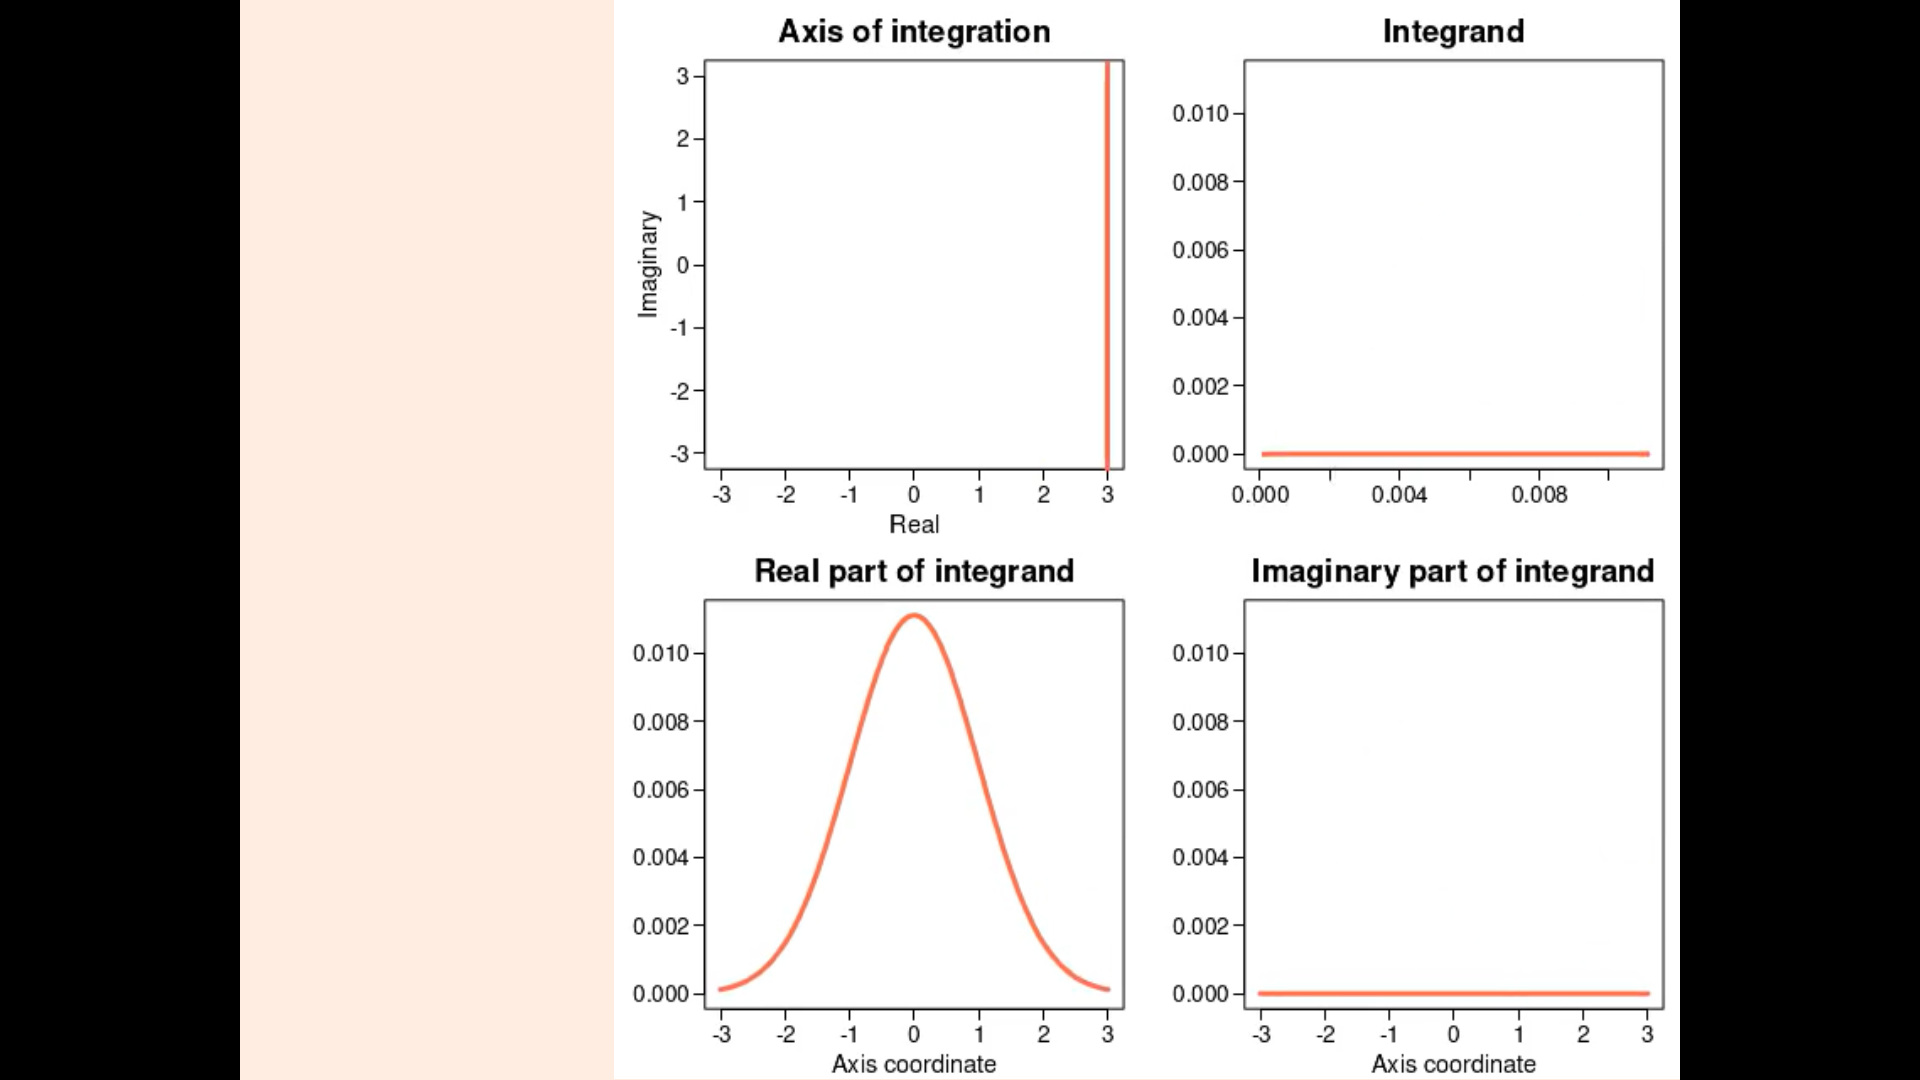 Axis of integration
3
2
1
0
-1
-2
-3
Imaginary
-3 -2 -1 0 1 2 3
Real
Integrand
0.010
0.008
0.006
0.004
0.002
0.000
0.000 0.004 0.008
Real part of integrand
0.010
0.008
0.006
0.004
0.002
0.000
-3 -2 -1 0 1 2 3
Axis coordinate
Imaginary part of integrand
0.010
0.008
0.006
0.004
0.002
0.000
-3 -2 -1 0 1 2 3
Axis coordinate